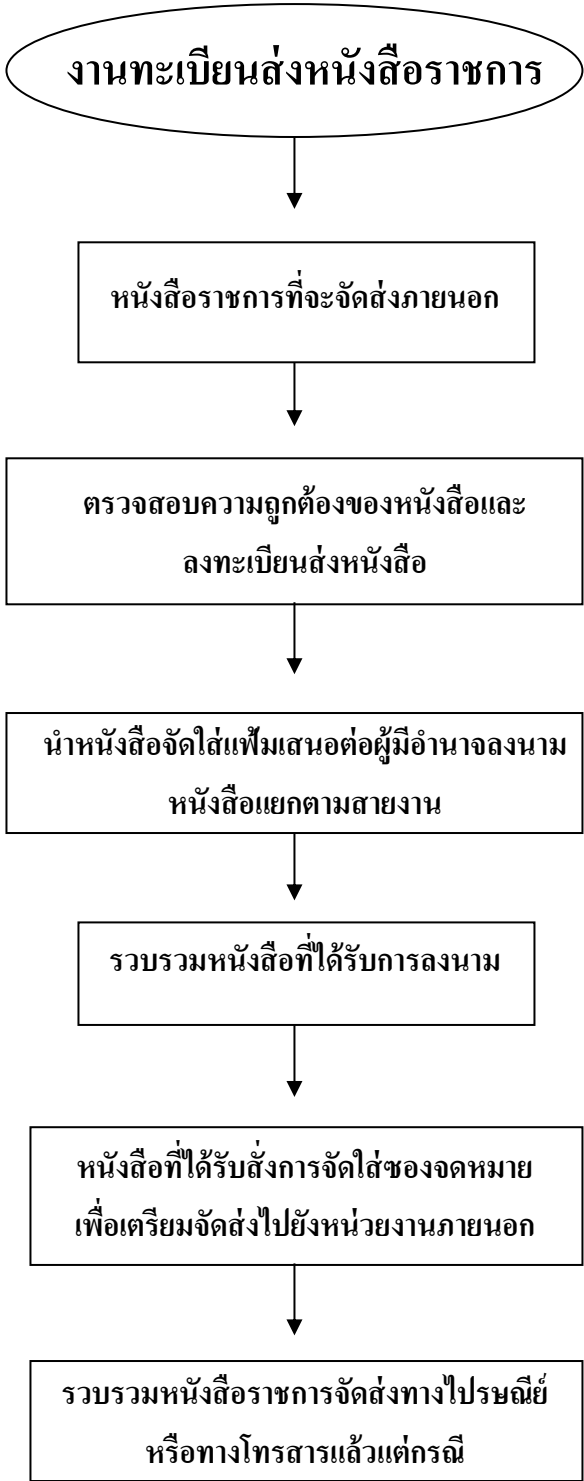 งานทะเบียนส่งหนังสือราชการ
หนังสือราชการที่จะจัดส่งภายนอก
ตรวจสอบความถูกต้องของหนังสือและ
ลงทะเบียนส่งหนังสือ
นำหนังสือจัดใส่แฟ้มเสนอต่อผู้มีอำนาจลงนาม
หนังสือแยกตามสายงาน
รวบรวมหนังสือที่ได้รับการลงนาม
หนังสือที่ได้รับสั่งการจัดใส่ซองจดหมาย
เพื่อเตรียมจัดส่งไปยังหน่วยงานภายนอก
รวบรวมหนังสือราชการจัดส่งทางไปรษณีย์
หรือทางโทรสารแล้วแต่กรณี